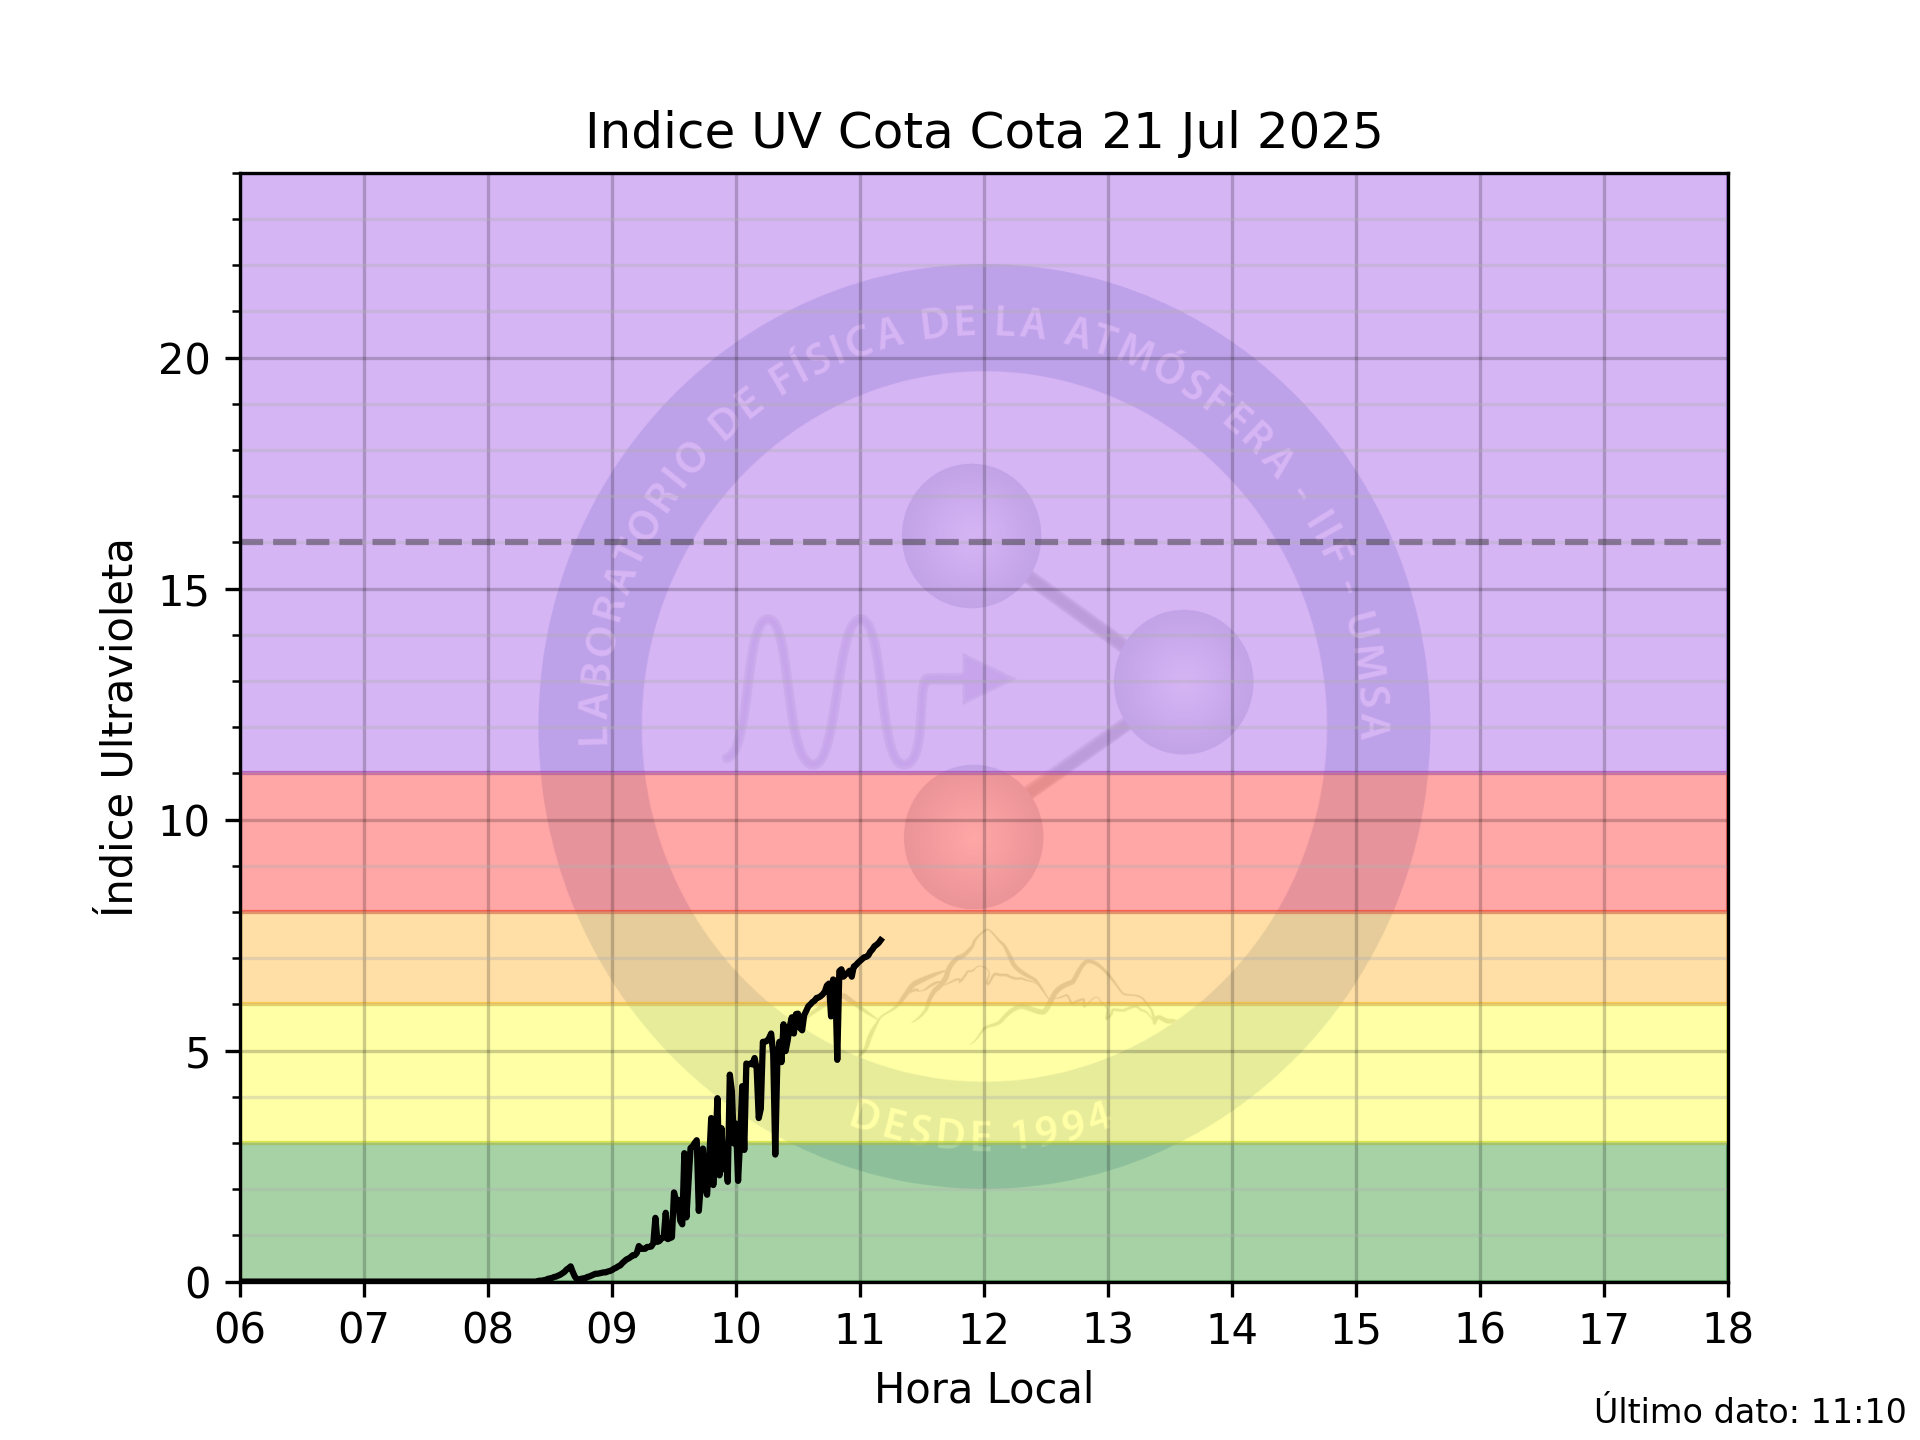 Indice UV Cota Cota 21 Jul 2025
LABORATORIO DE FÍSICA DE LA ATMÓSFERA - IIF - UMSA
DESDE 1994
Índice Ultravioleta
20
15
10
5
0
06 07 08 09 10 11 12 13 14 15 16 17 18
Hora Local
Último dato: 11:10